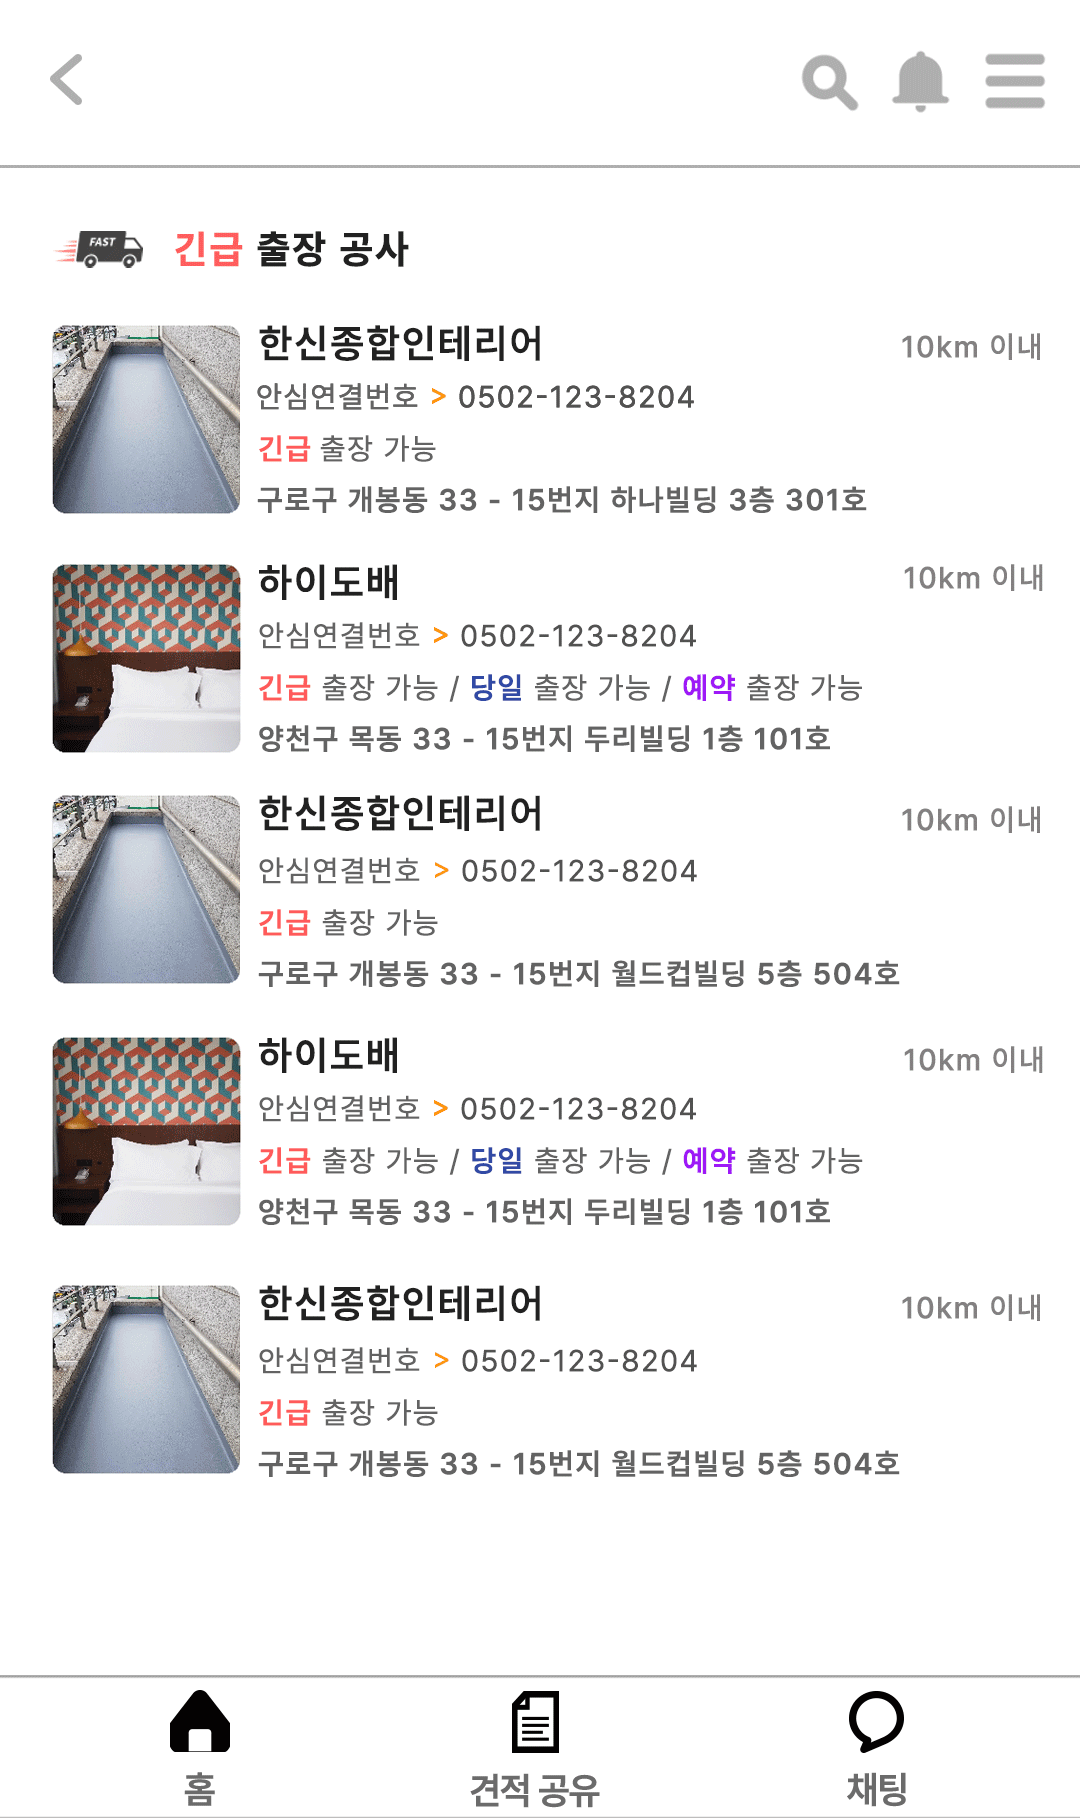 FAST 긴급 출장 공사
한신종합인테리어 10km 이내
안심연결번호 > 0502-123-8204
긴급 출장 가능
구로구 개봉동 33 - 15번지 하나빌딩 3층 301호
하이도배 10km 이내
안심연결번호 > 0502-123-8204
긴급 출장 가능 / 당일 출장 가능 / 예약 출장 가능
양천구 목동 33 - 15번지 두리빌딩 1층 101호
한신종합인테리어 10km 이내
안심연결번호 > 0502-123-8204
긴급 출장 가능
구로구 개봉동 33 - 15번지 월드컵빌딩 5층 504호
하이도배 10km 이내
안심연결번호 > 0502-123-8204
긴급 출장 가능 / 당일 출장 가능 / 예약 출장 가능
양천구 목동 33 - 15번지 두리빌딩 1층 101호
한신종합인테리어 10km 이내
안심연결번호 > 0502-123-8204
긴급 출장 가능
구로구 개봉동 33 - 15번지 월드컵빌딩 5층 504호
홈 견적 공유 채팅